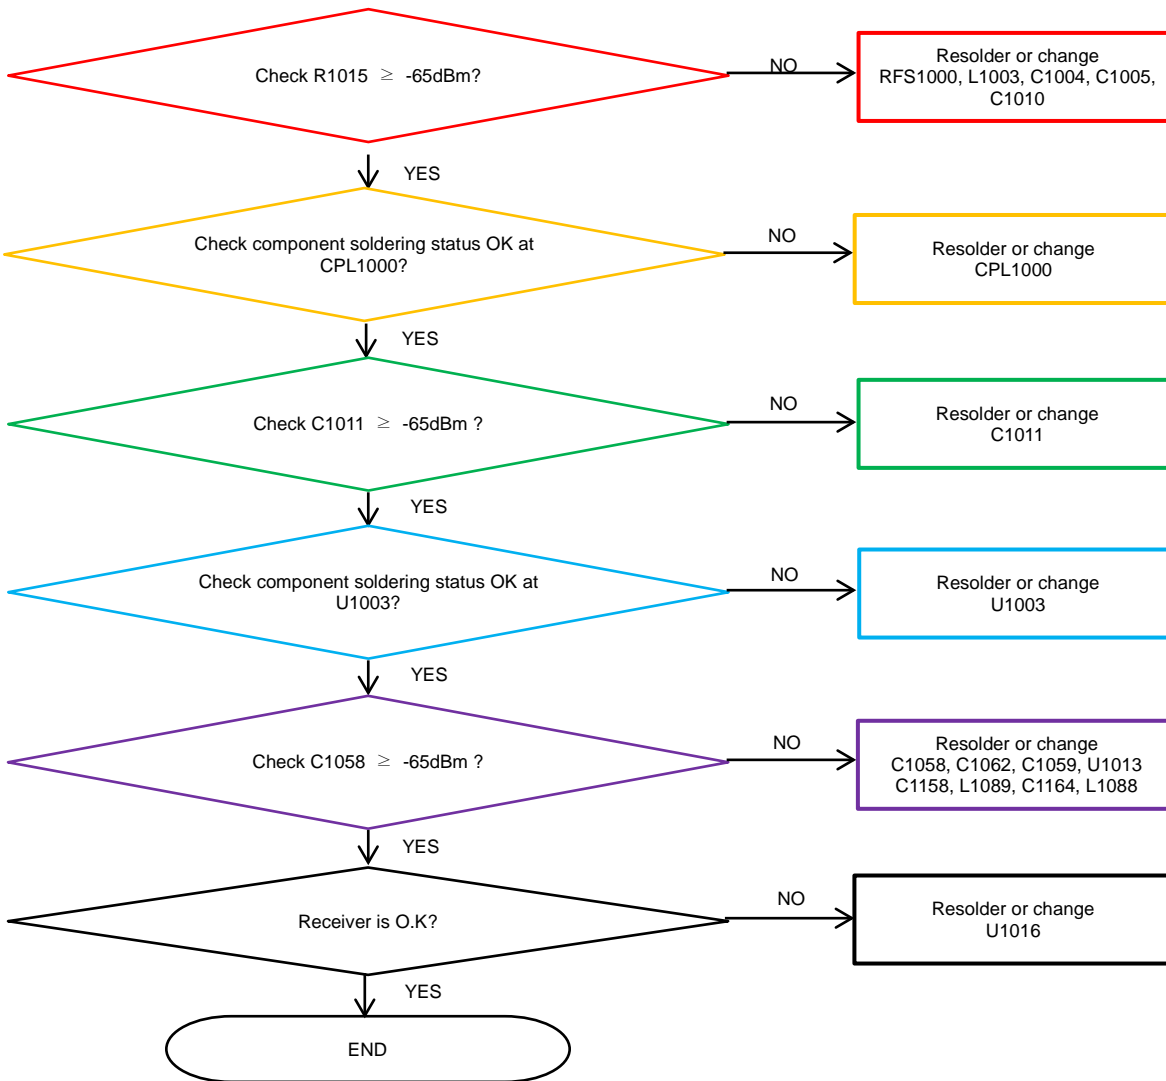 Check R1015 ≥ -65dBm?
NO
Resolder or change
RFS1000, L1003, C1004, C1005,
C1010
YES
Check component soldering status OK at
CPL1000?
NO
Resolder or change
CPL1000
YES
Check C1011 ≥ -65dBm ?
NO
Resolder or change
C1011
YES
Check component soldering status OK at
U1003?
NO
Resolder or change
U1003
YES
Check C1058 ≥ -65dBm ?
NO
Resolder or change
C1058, C1062, C1059, U1013
C1158, L1089, C1164, L1088
YES
Receiver is O.K?
NO
Resolder or change
U1016
YES
END